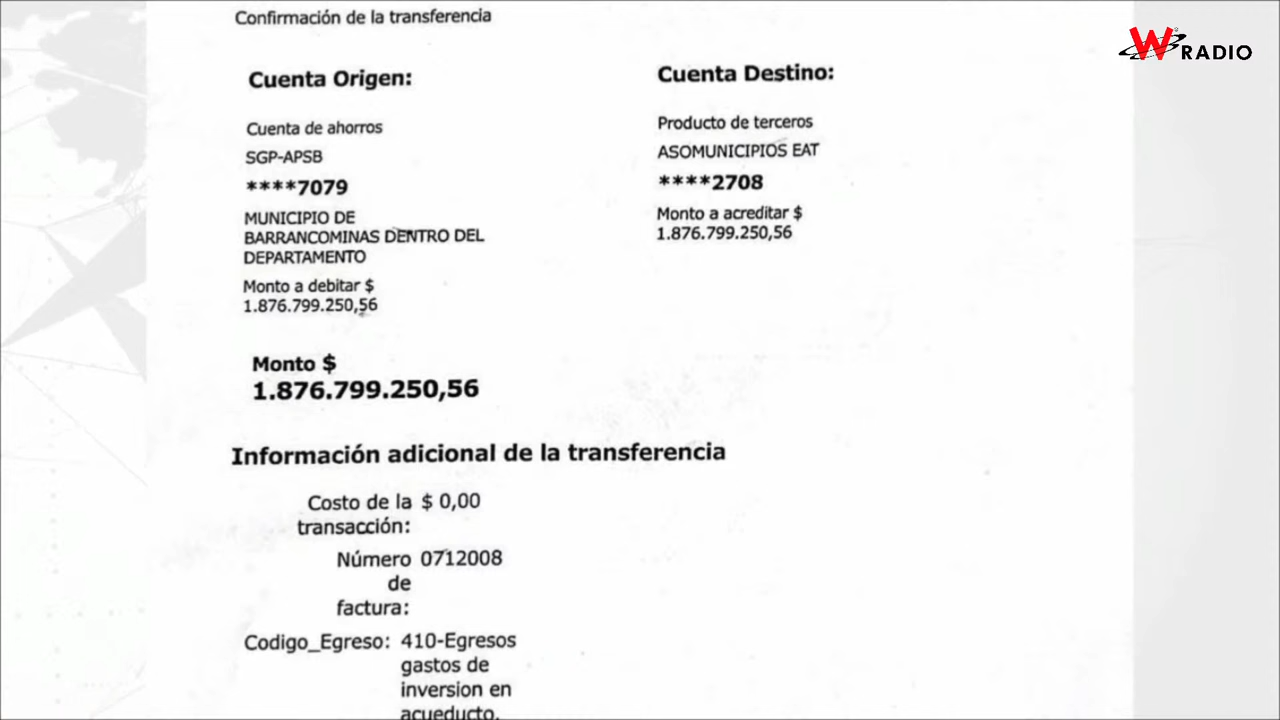 Confirmación de la transferencia
W RADIO
Cuenta Origen:
Cuenta de ahorros
SGP-APSB
****7079
MUNICIPIO DE
BARRANCOMINAS DENTRO DEL
DEPARTAMENTO
Monto a debitar $
1.876.799.250,56
Cuenta Destino:
Producto de terceros
ASOMUNICIPIOS EAT
****2708
Monto a acreditar $
1.876.799.250,56
Monto $
1.876.799.250,56
Información adicional de la transferencia
Costo de la $ 0,00
transacción:
Número 0712008
de
factura:
Codigo_Egreso: 410-Egresos
gastos de
inversion en
acueducto.